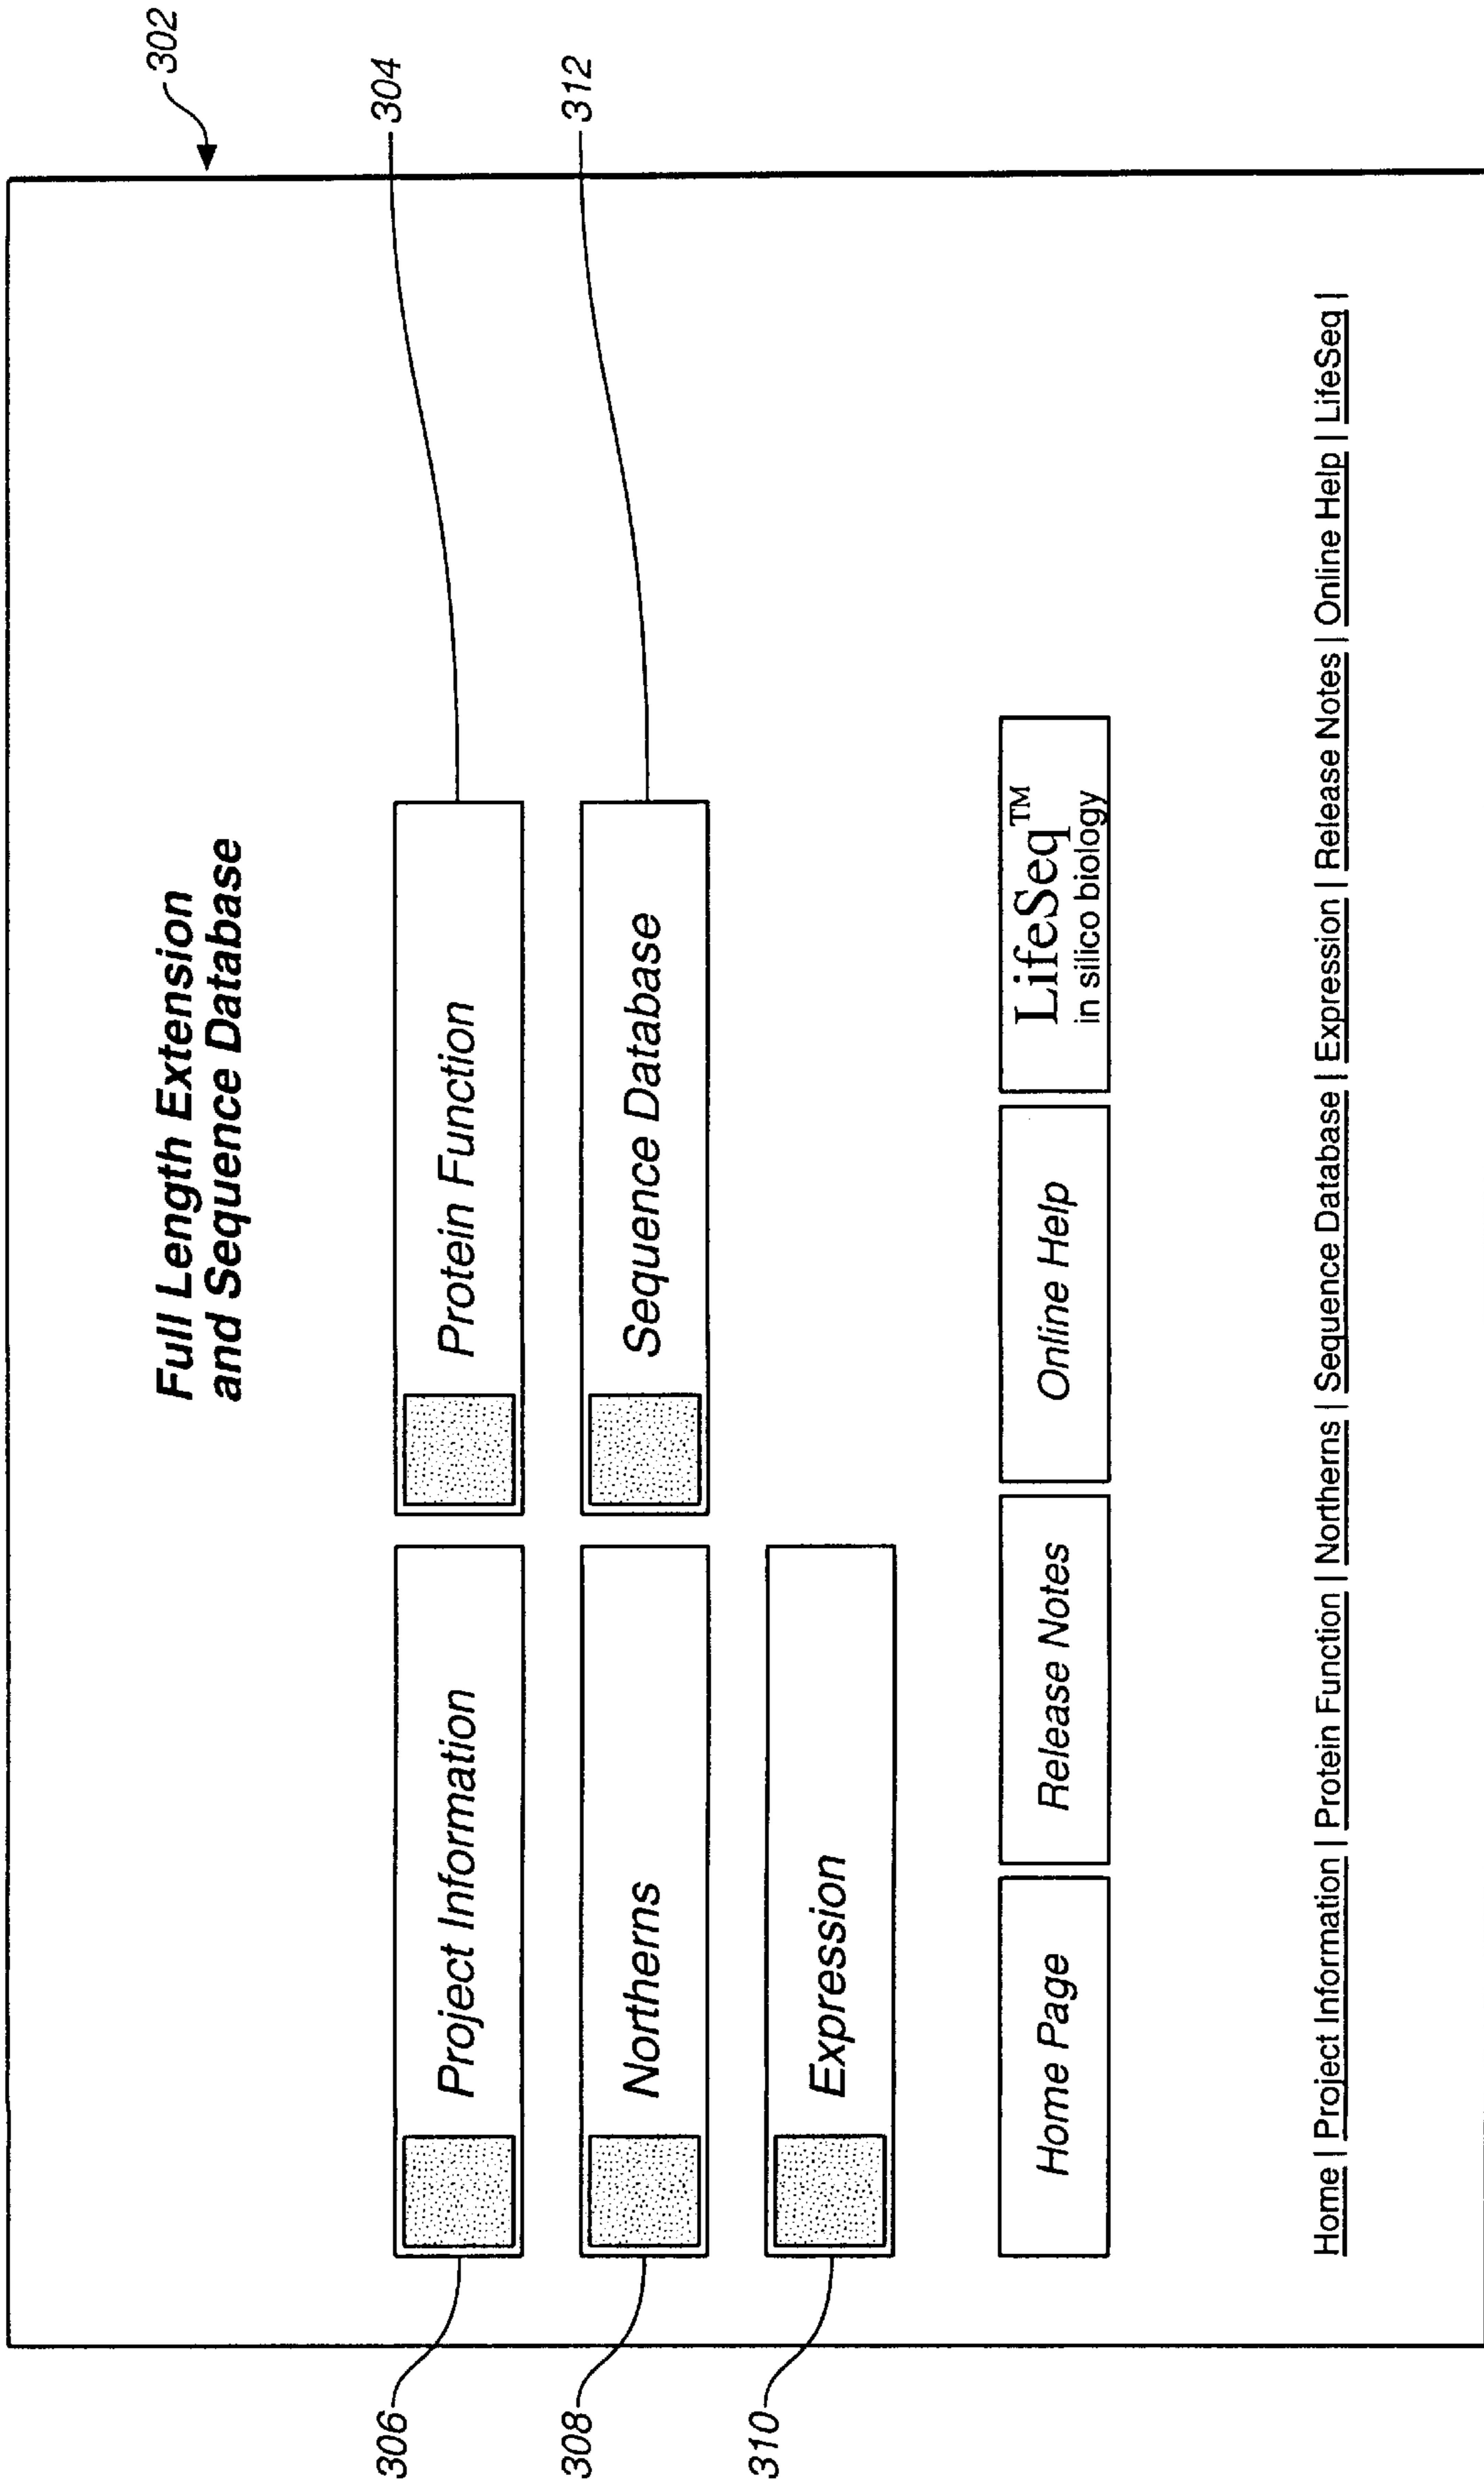 302
Full Length Extension
and Sequence Database
304
306
Project Information
Protein Function
312
308
Northerns
Sequence Database
310
Expression
Home Page
Release Notes
Online Help
LifeSeq™
in silico biology
Home | Project Information | Protein Function | Northerns | Sequence Database | Expression | Release Notes | Online Help | LifeSeq |